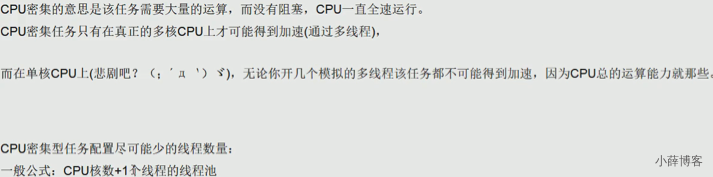 CPU密集的意思是该任务需要大量的运算，而没有阻塞，CPU一直全速运行。
CPU密集任务只有在真正的多核CPU上才可能得到加速(通过多线程)，
而在单核CPU上(悲剧吧？（；´д｀）ゞ)，无论你开几个模拟的多线程该任务都不可能得到加速，因为CPU总的运算能力就那些。
CPU密集型任务配置尽可能少的线程数量：
一般公式：CPU核数+1个线程的线程池
小薛博客